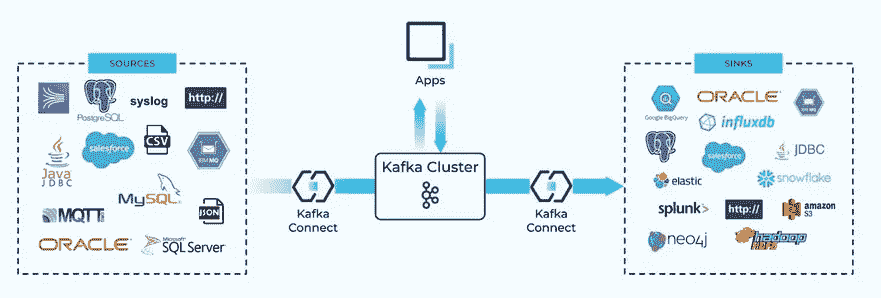 SOURCES
PostgreSQL
syslog
http://
Java
JDBC
salesforce
CSV
IBM MQ
MQTT
MySQL
JSON
ORACLE
Microsoft
SQL Server
Apps
Kafka Connect
Kafka Cluster
Kafka Connect
SINKS
Google BigQuery
ORACLE
influxdb
salesforce
JDBC
elastic
snowflake
splunk>
http://
amazon
S3
neo4j
hadoop
HDFS